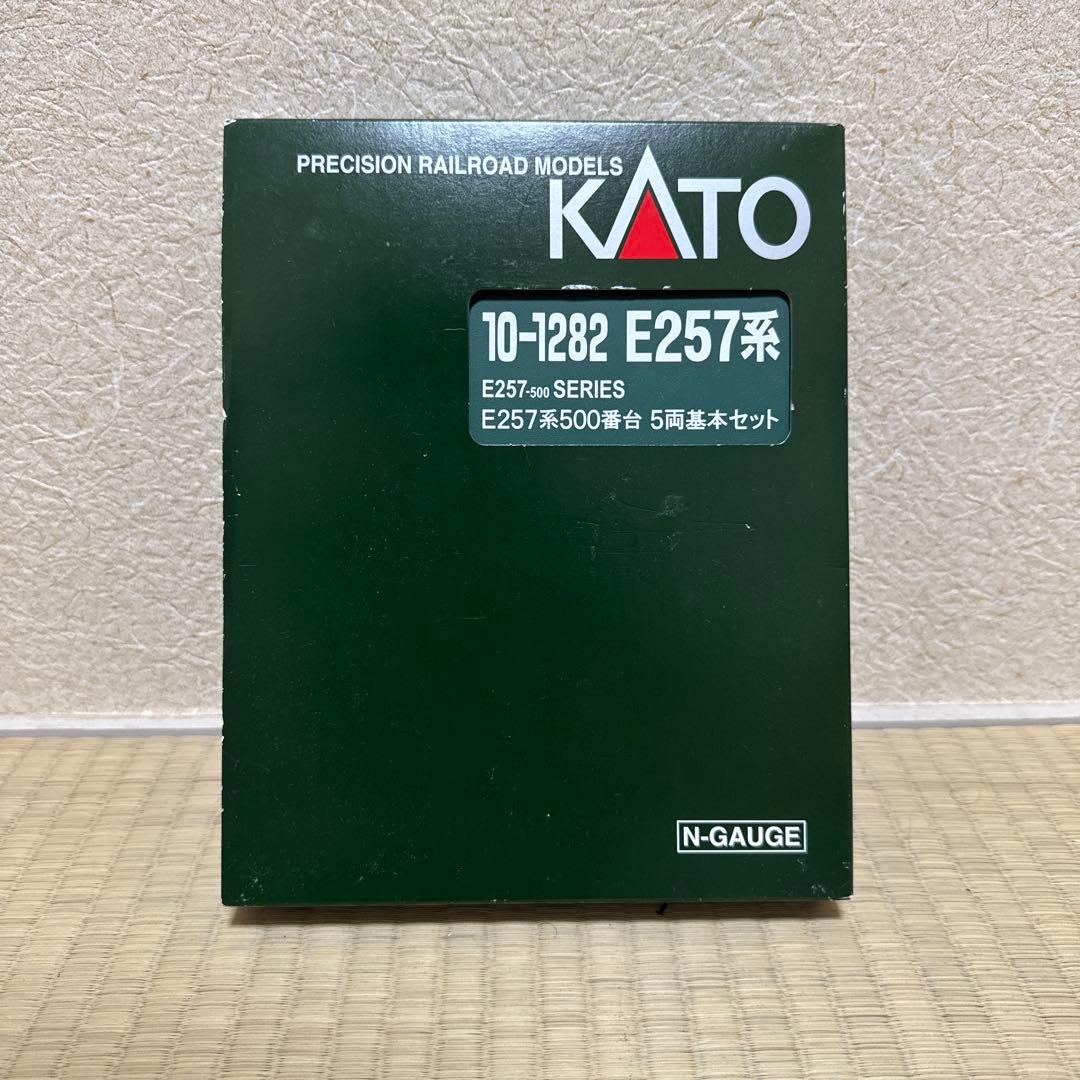 PRECISION RAILROAD MODELS
KATO
10-1282 E257系
E257-500 SERIES
E257系500番台 5両基本セット
N-GAUGE